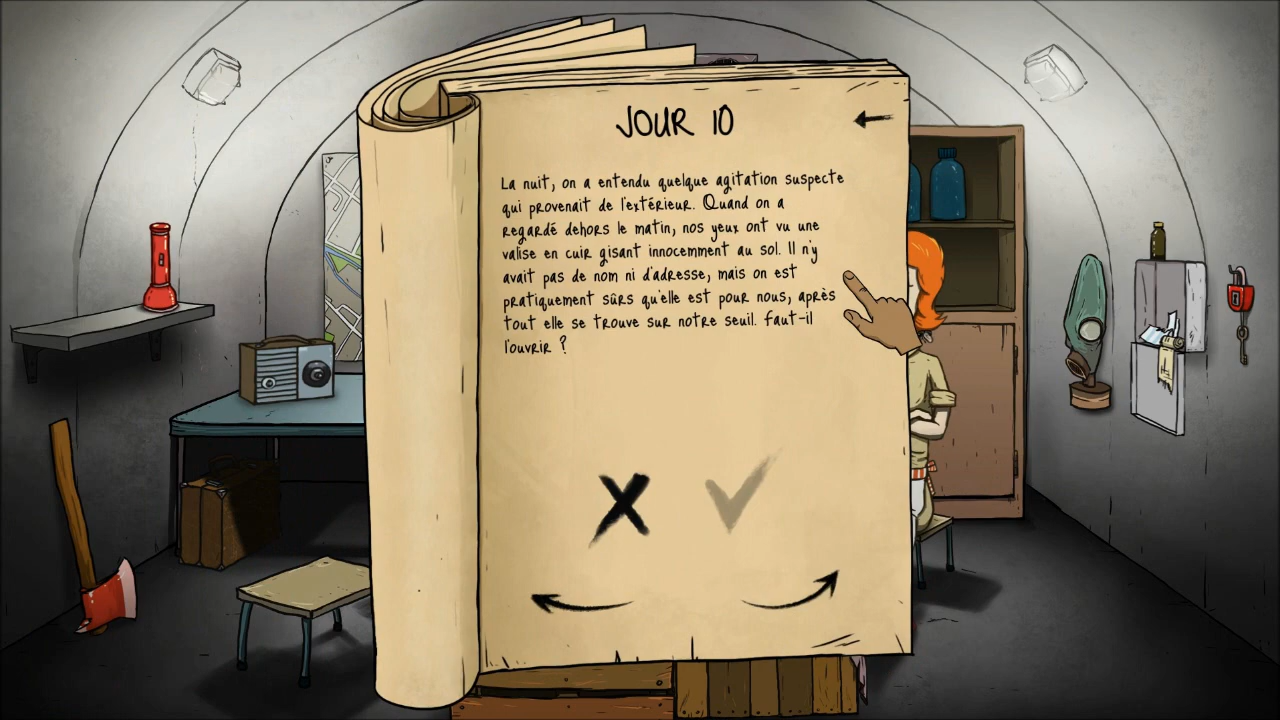 JOUR 10
La nuit, on a entendu quelque agitation suspecte
qui provenait de l'extérieur. Quand on a
regardé dehors le matin, nos yeux ont vu une
valise en cuir gisant innocemment au sol. Il n'y
avait pas de nom ni d'adresse, mais on est
pratiquement sûrs qu'elle est pour nous, après
tout elle se trouve sur notre seuil. Faut-il
l'ouvrir ?